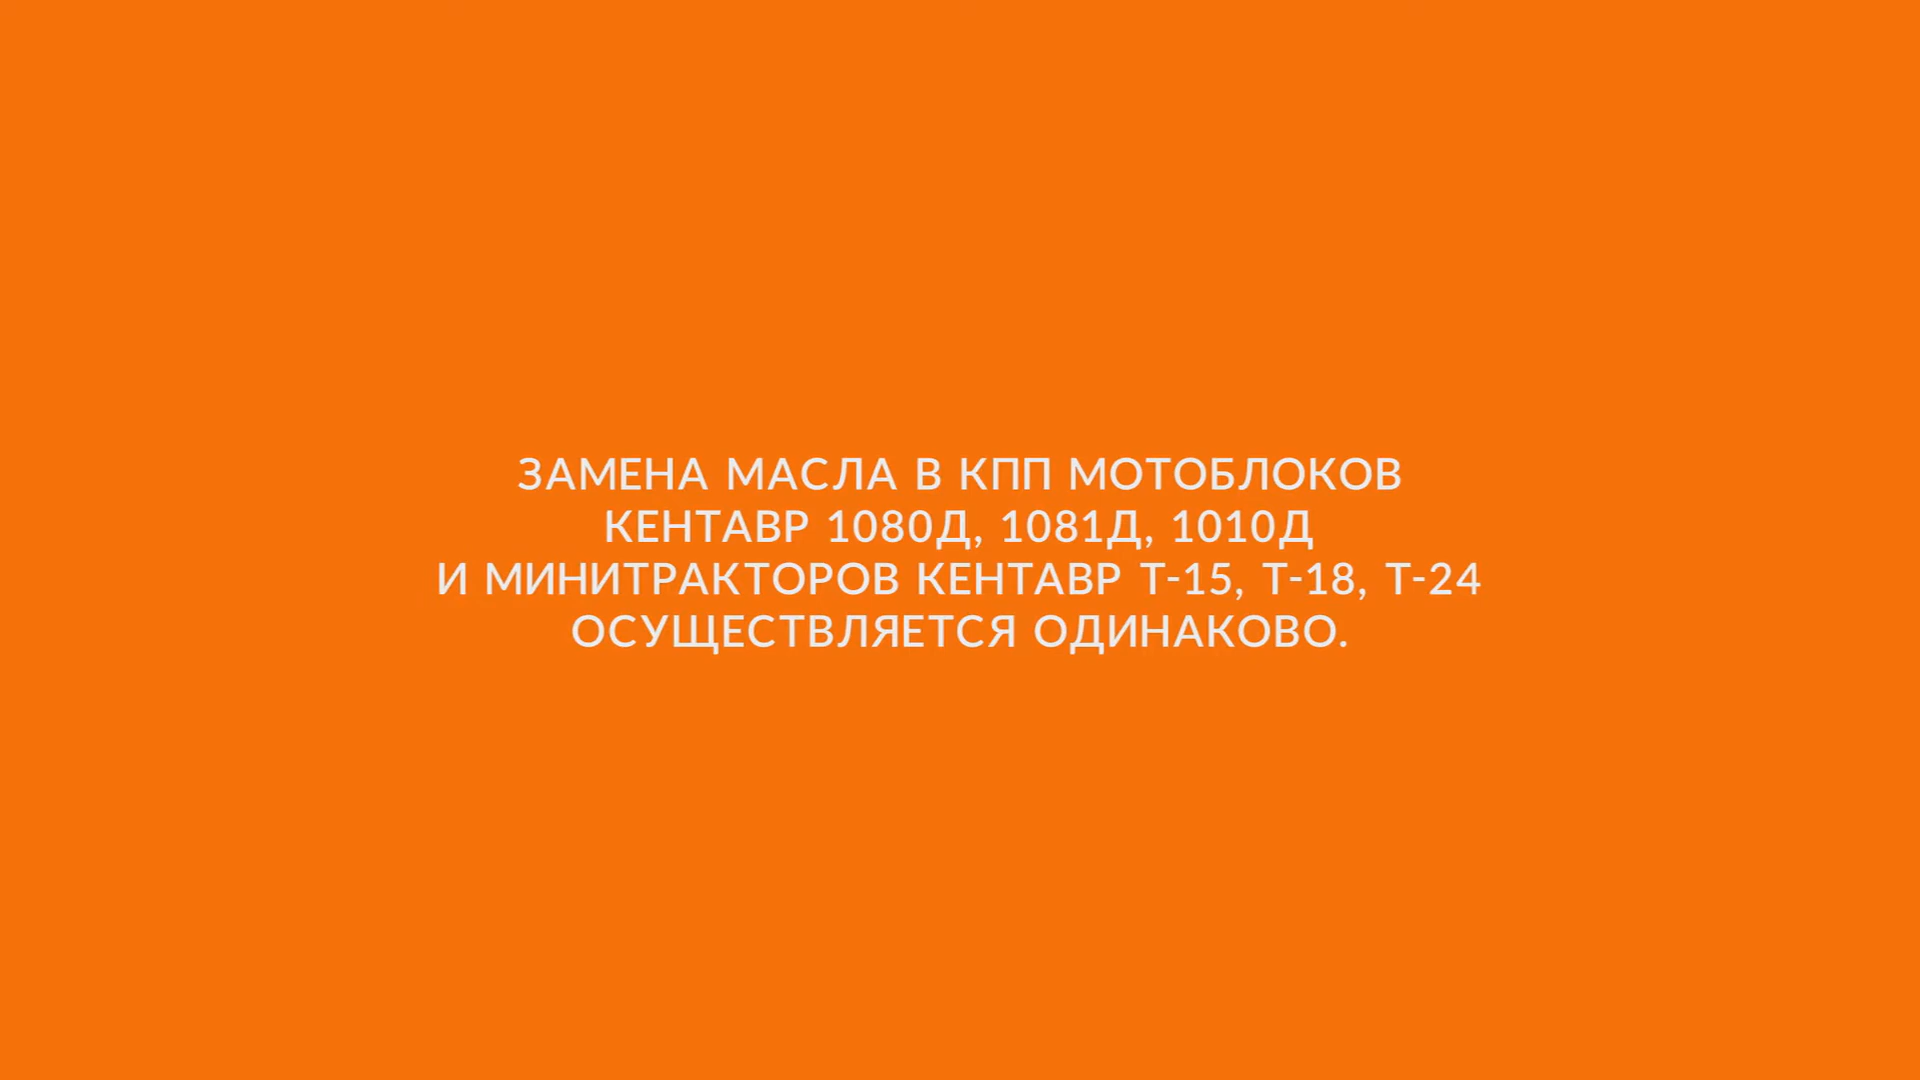 ЗАМЕНА МАСЛА В КПП МОТОБЛОКОВ
КЕНТАВР 1080Д, 1081Д, 1010Д
И МИНИТРАКТОРОВ КЕНТАВР Т-15, Т-18, Т-24
ОСУЩЕСТВЛЯЕТСЯ ОДИНАКОВО.